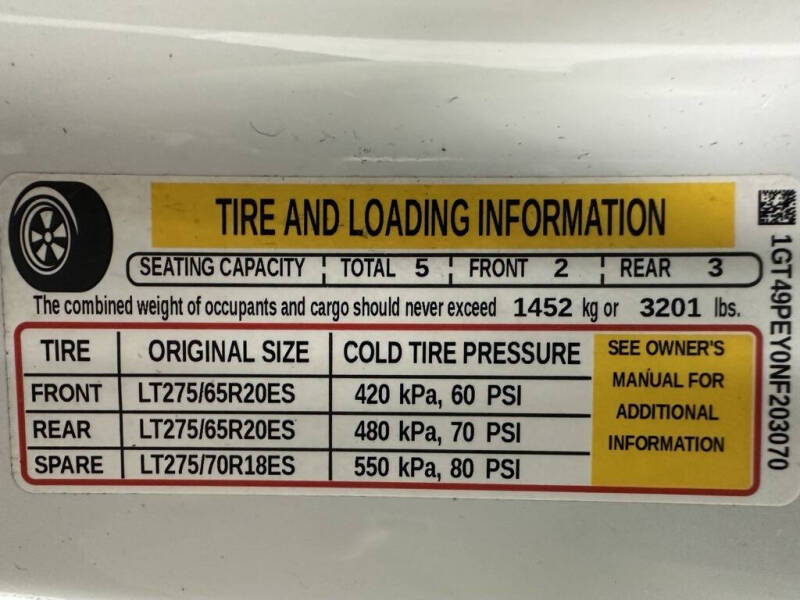 TIRE AND LOADING INFORMATION
SEATING CAPACITY TOTAL 5 FRONT 2 REAR 3
The combined weight of occupants and cargo should never exceed 1452 kg or 3201 lbs.
TIRE ORIGINAL SIZE COLD TIRE PRESSURE
FRONT LT275/65R20ES 420 kPa, 60 PSI
REAR LT275/65R20ES 480 kPa, 70 PSI
SPARE LT275/70R18ES 550 kPa, 80 PSI
SEE OWNER'S
MANUAL FOR
ADDITIONAL
INFORMATION
1GT49PEY0NF203070